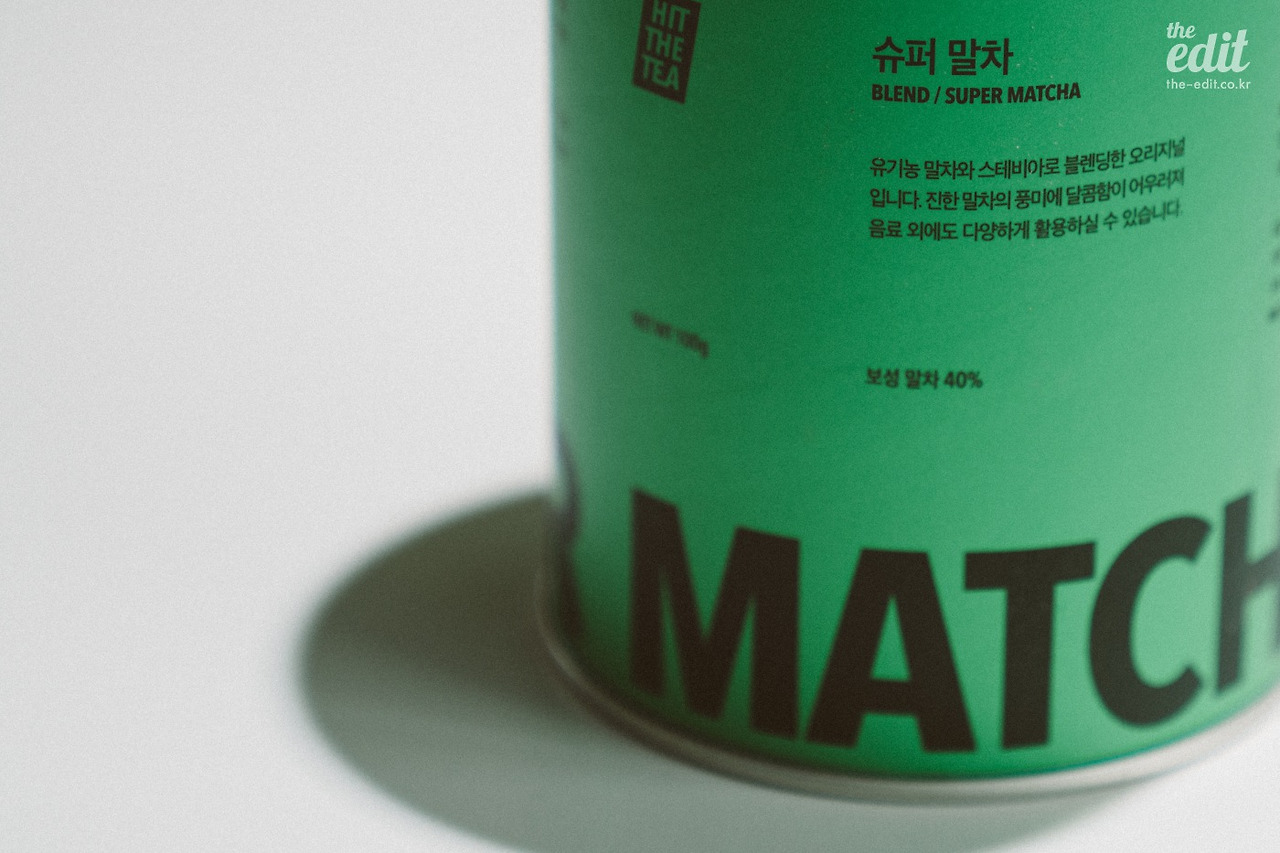 HIT
THE
TEA
슈퍼 말차
BLEND / SUPER MATCHA
유기농 말차와 스테비아로 블렌딩한 오리지널
입니다. 진한 말차의 풍미에 달콤함이 어우러져
음료 외에도 다양하게 활용하실 수 있습니다.
NET WT 100g
보성 말차 40%
MATCH
the
edit
the-edit.co.kr